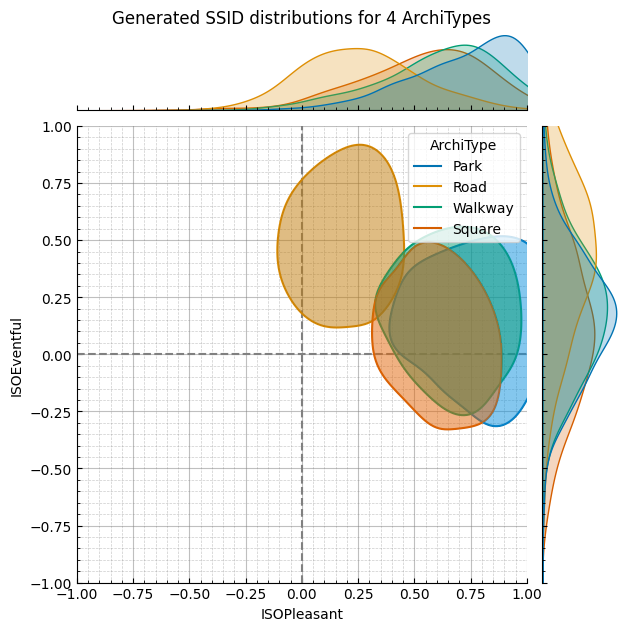 Generated SSID distributions for 4 ArchiTypes
ArchiType
Park
Road
Walkway
Square
1.00
0.75
0.50
0.25
0.00
−0.25
−0.50
−0.75
−1.00
ISOEventful
−1.00 −0.75 −0.50 −0.25 0.00 0.25 0.50 0.75 1.00
ISOPleasant